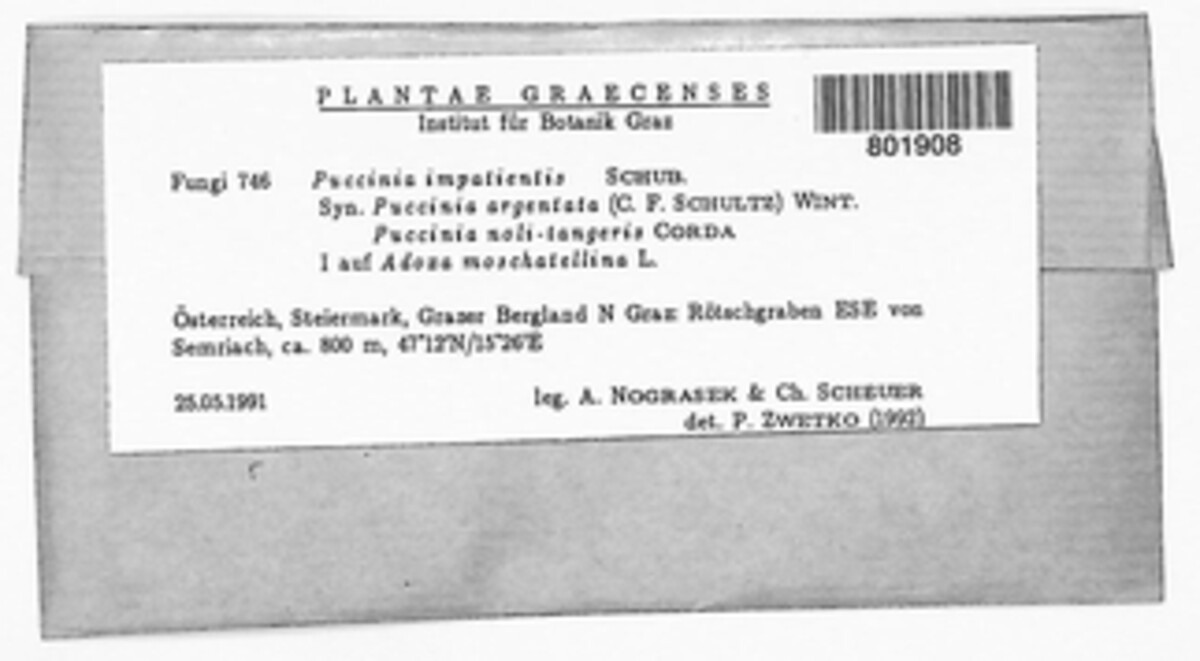 PLANTAE GRAECENSES
Institut für Botanik Graz
801908
Fungi 746 Puccinia impatientis SCHUB.
Syn. Puccinia argentata (C. F. SCHULTZ) WINT.
Puccinia noli-tangeris CORDA
I auf Adoxa moschatellina L.
Österreich, Steiermark, Grazer Bergland N Graz: Rötschgraben ESE von
Semriach, ca. 800 m, 47°12'N/15°26'E
25.05.1991
leg. A. NOGRASEK & Ch. SCHEUER
det. P. ZWETKO (1992)